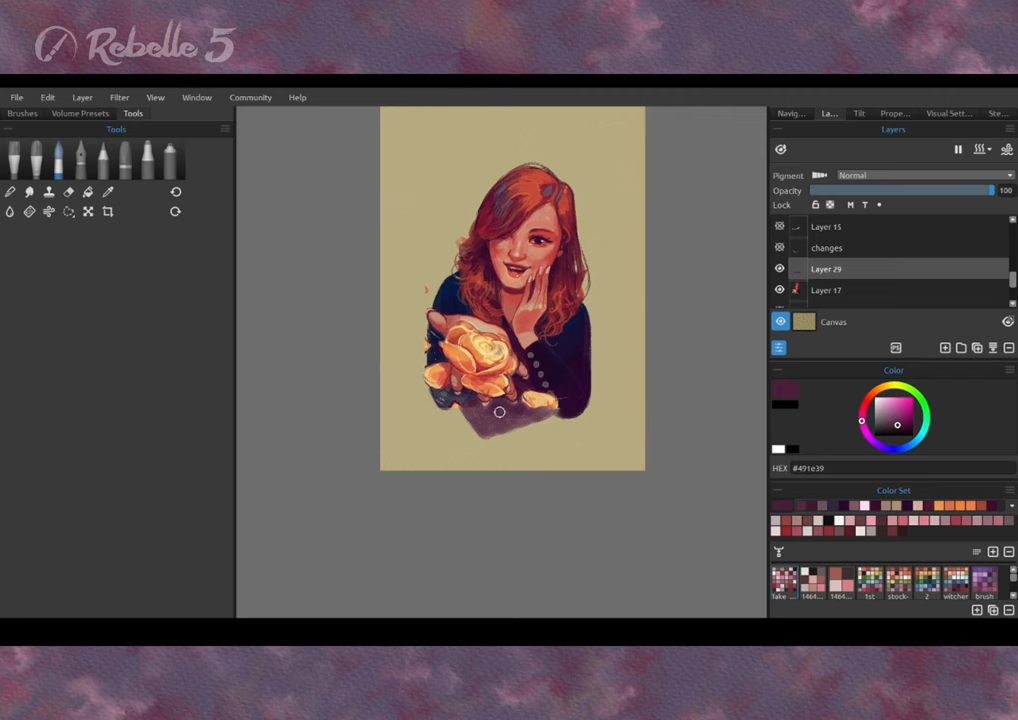 Rebelle 5
File Edit Layer Filter View Window Community Help
Brushes Volume Presets Tools
Navig... La... Tilt Prope... Visual Sett... Ste...
Tools
Layers
Pigment Normal
Opacity 100
Lock M T
Layer 15
changes
Layer 29
Layer 17
Canvas
PS
Color
HEX #491e39
Color Set
1464... 1464... 1st stock- 2 witcher brush